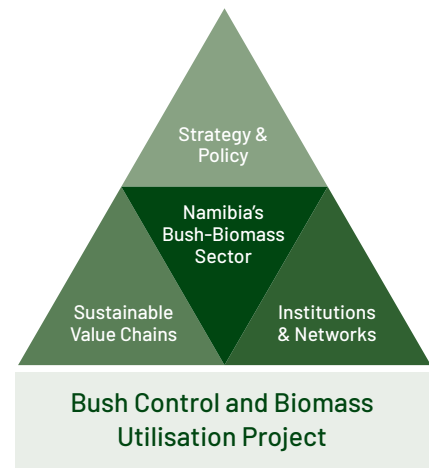 Strategy &
Policy
Namibia’s
Bush-Biomass
Sector
Sustainable
Value Chains
Institutions
& Networks
Bush Control and Biomass
Utilisation Project